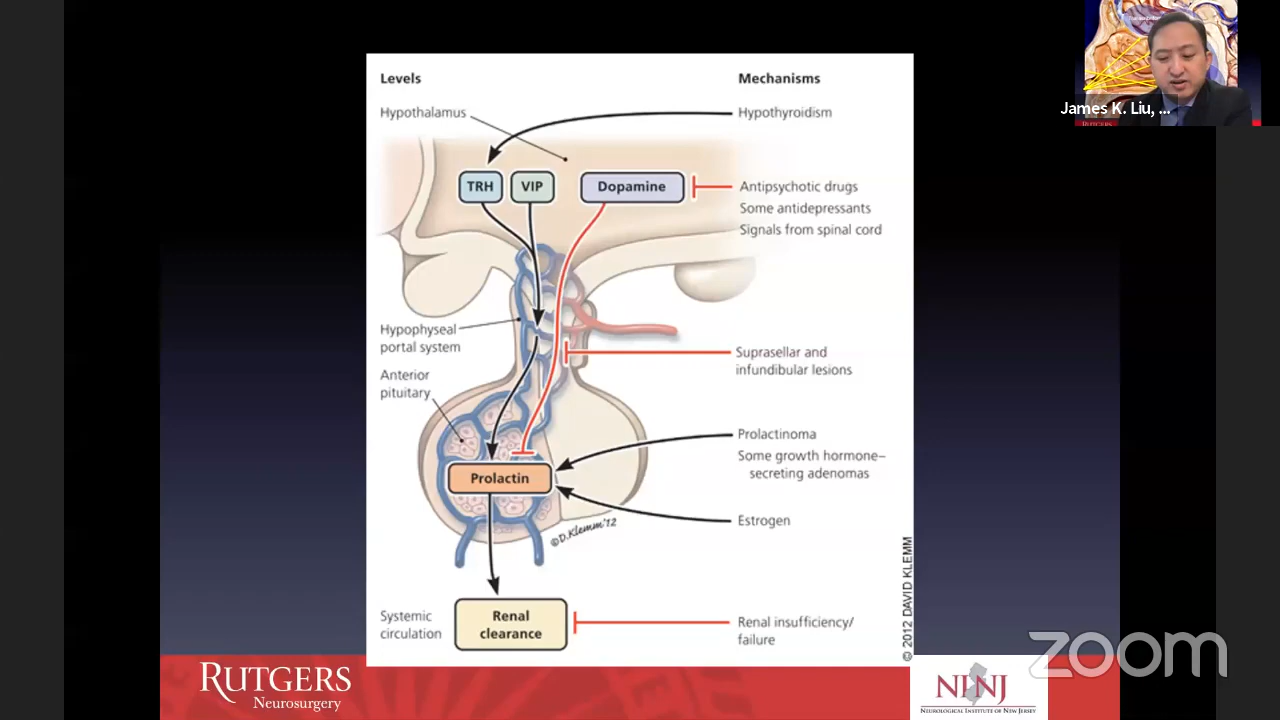 Levels
Mechanisms
Hypothalamus
Hypothyroidism
TRH
VIP
Dopamine
Antipsychotic drugs
Some antidepressants
Signals from spinal cord
Hypophyseal
portal system
Suprasellar and
infundibular lesions
Anterior
pituitary
Prolactinoma
Some growth hormone–
secreting adenomas
Prolactin
Estrogen
©D.Klemm'12
Systemic
circulation
Renal
clearance
Renal insufficiency/
failure
© 2012 DAVID KLEMM
James K. Liu, ...
RUTGERS
Neurosurgery
NINJ
NEUROLOGICAL INSTITUTE OF NEW JERSEY
zoom